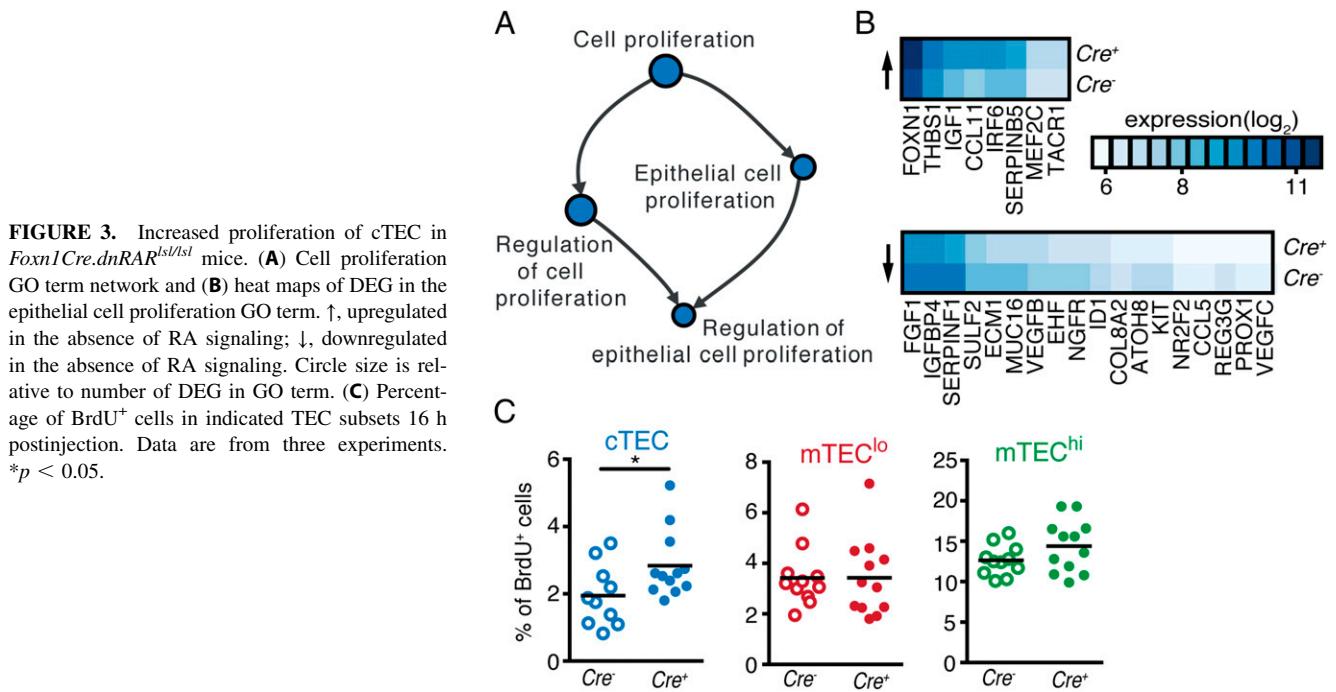 FIGURE 3. Increased proliferation of cTEC in
Foxn1Cre.dnRAR^lsl/lsl mice. (A) Cell proliferation
GO term network and (B) heat maps of DEG in the
epithelial cell proliferation GO term. ↑, upregulated
in the absence of RA signaling; ↓, downregulated
in the absence of RA signaling. Circle size is rel-
ative to number of DEG in GO term. (C) Percent-
age of BrdU⁺ cells in indicated TEC subsets 16 h
postinjection. Data are from three experiments.
*p < 0.05.
A
Cell proliferation
Epithelial cell
proliferation
Regulation
of cell
proliferation
Regulation of
epithelial cell proliferation
B
Cre⁺
Cre⁻
FOXN1
THBS1
IGF1
CCL11
IRF6
SERPINB5
MEF2C
TACR1
expression(log₂)
6 8 11
Cre⁺
Cre⁻
FGF1
IGFBP4
SERPINF1
SULF2
ECM1
MUC16
VEGFB
EHF
NGFR
ID1
COL8A2
ATOH8
KIT
NR2F2
CCL5
REG3G
PROX1
VEGFC
C
% of BrdU⁺ cells
cTEC
*
6
4
2
0
Cre⁻ Cre⁺
mTEC^lo
8
6
4
2
0
Cre⁻ Cre⁺
mTEC^hi
25
20
15
10
5
0
Cre⁻ Cre⁺